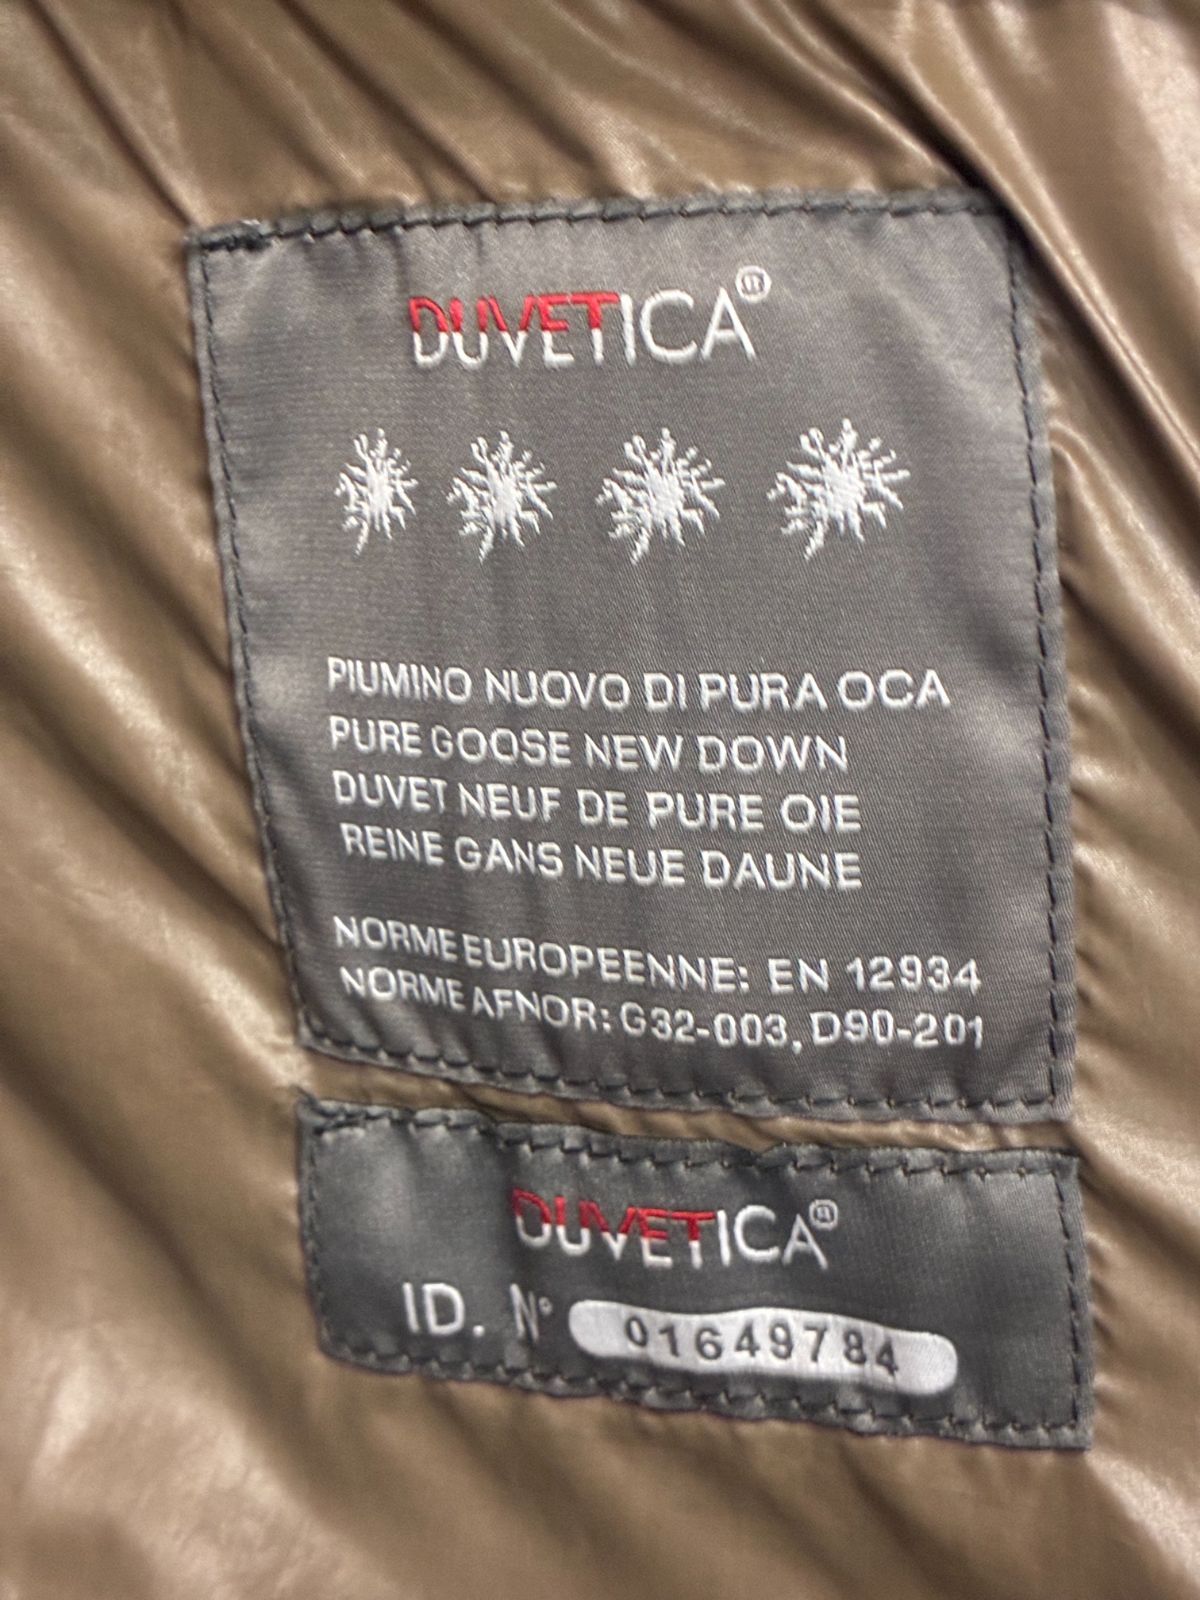 DUVETICA®
PIUMINO NUOVO DI PURA OCA
PURE GOOSE NEW DOWN
DUVET NEUF DE PURE OIE
REINE GANS NEUE DAUNE
NORME EUROPEENNE: EN 12934
NORME AFNOR: G32-003, D90-201
DUVETICA®
ID. N° 01649784